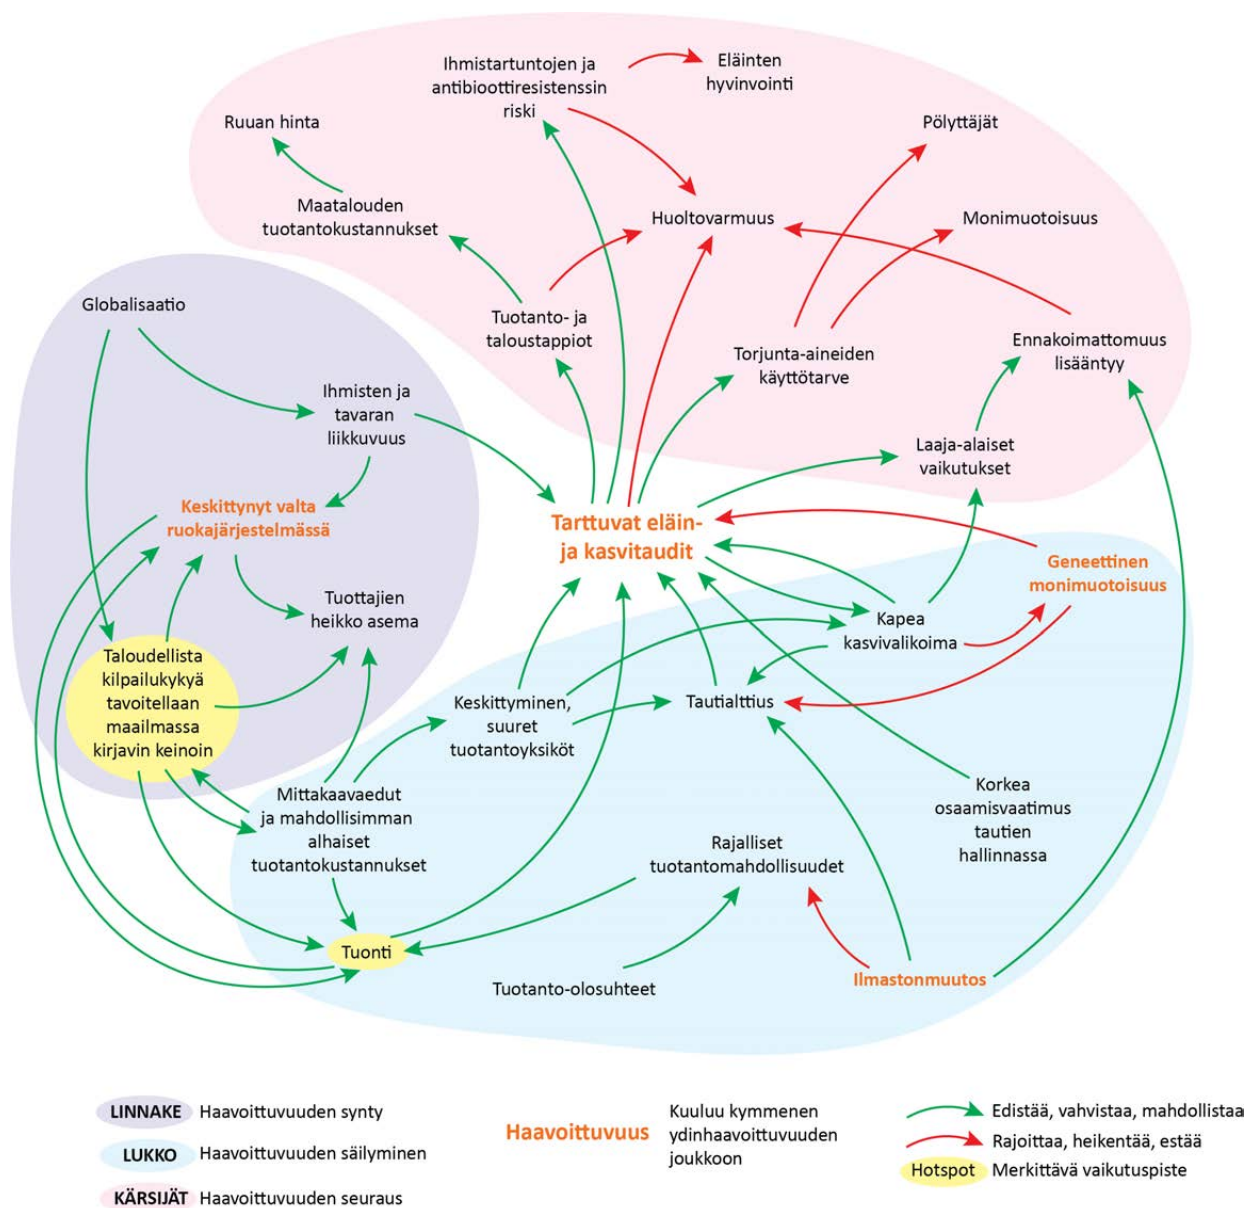 Ihmistartuntojen ja
antibioottiresistenssin
riski
Eläinten
hyvinvointi
Ruuan hinta
Pölyttäjät
Maatalouden
tuotantokustannukset
Huoltovarmuus
Monimuotoisuus
Globalisaatio
Tuotanto- ja
taloustappiot
Torjunta-aineiden
käyttötarve
Ennakoimattomuus
lisääntyy
Ihmisten ja
tavaran
liikkuvuus
Laaja-alaiset
vaikutukset
Keskittynyt valta
ruokajärjestelmässä
Tarttuvat eläin-
ja kasvitaudit
Geneettinen
monimuotoisuus
Tuottajien
heikko asema
Kapea
kasvivalikoima
Taloudellista
kilpailukykyä
tavoitellaan
maailmassa
kirjavin keinoin
Keskittyminen,
suuret
tuotantoyksiköt
Tautialttius
Mittakaavaedut
ja mahdollisimman
alhaiset
tuotantokustannukset
Korkea
osaamisvaatimus
tautien
hallinnassa
Rajalliset
tuotantomahdollisuudet
Tuonti
Tuotanto-olosuhteet
Ilmastonmuutos
LINNAKE Haavoittuvuuden synty
LUKKO Haavoittuvuuden säilyminen
KÄRSIJÄT Haavoittuvuuden seuraus
Haavoittuvuus
Kuuluu kymmenen
ydinhaavoittuvuuden
joukkoon
Edistää, vahvistaa, mahdollistaa
Rajoittaa, heikentää, estää
Hotspot Merkittävä vaikutuspiste